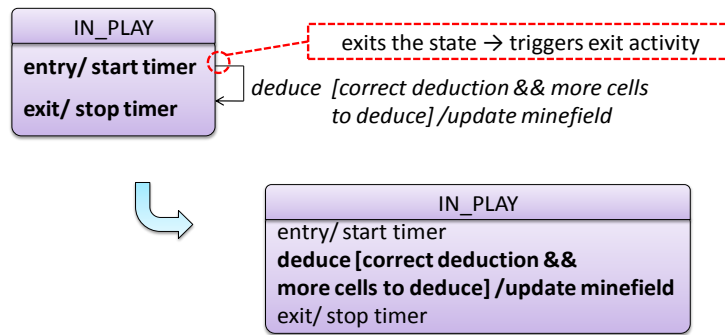 IN_PLAY
entry/ start timer
exit/ stop timer
exits the state → triggers exit activity
deduce [correct deduction && more cells
to deduce] /update minefield
IN_PLAY
entry/ start timer
deduce [correct deduction &&
more cells to deduce] /update minefield
exit/ stop timer